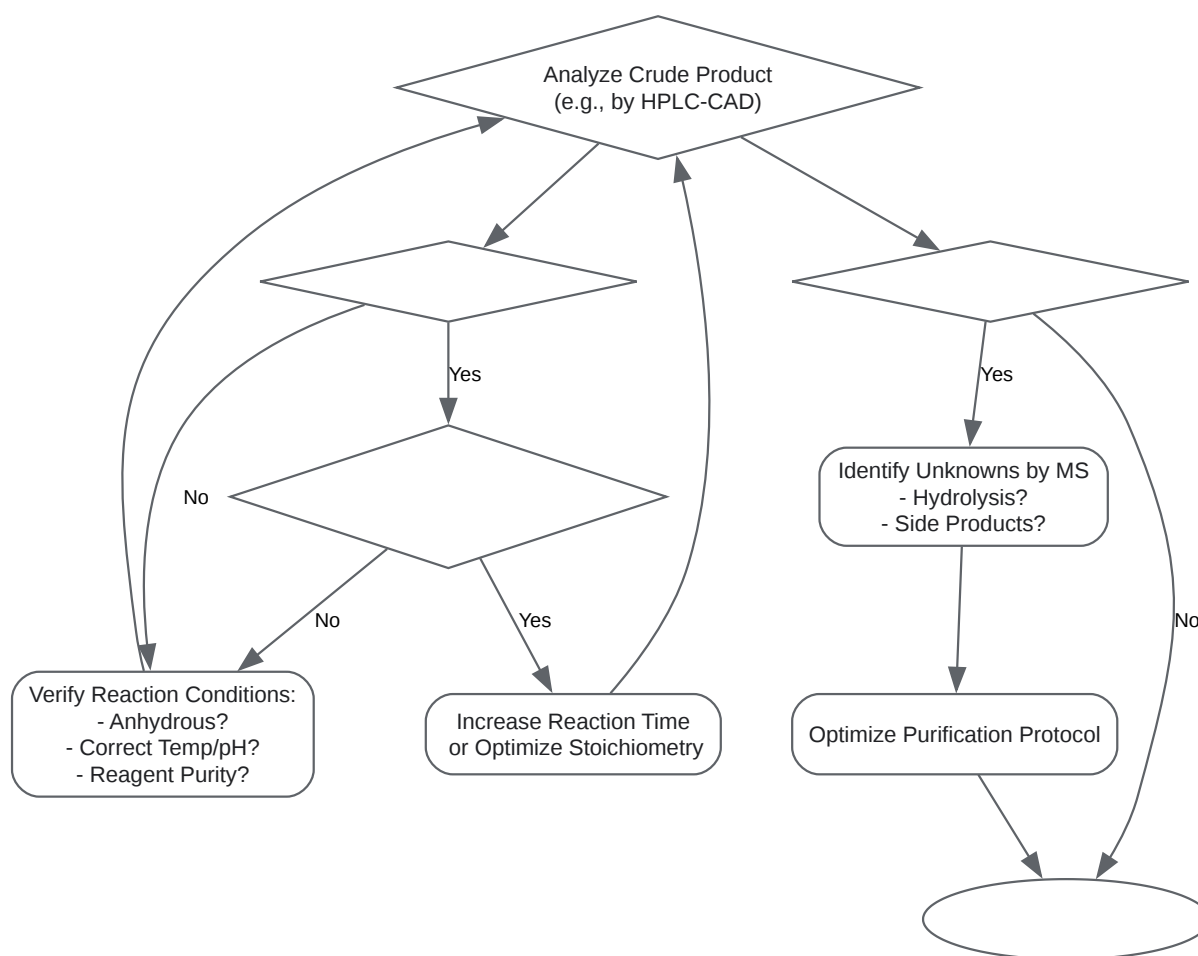 Analyze Crude Product
(e.g., by HPLC-CAD)
Yes
Yes
No
Identify Unknowns by MS
- Hydrolysis?
- Side Products?
No
Yes
No
Verify Reaction Conditions:
- Anhydrous?
- Correct Temp/pH?
- Reagent Purity?
Increase Reaction Time
or Optimize Stoichiometry
Optimize Purification Protocol